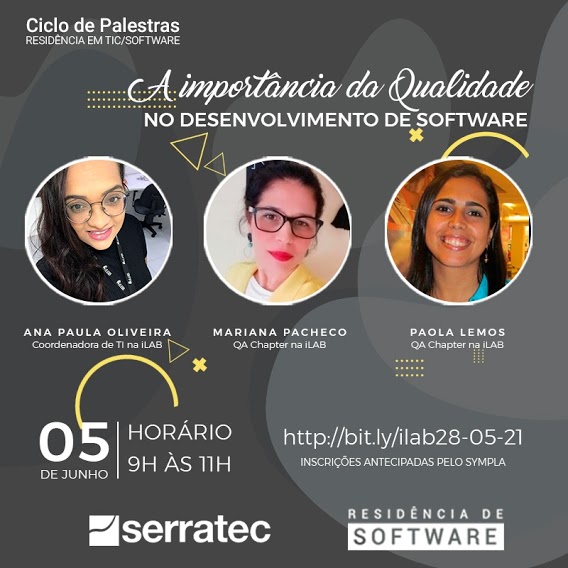 Ciclo de Palestras
RESIDÊNCIA EM TIC/SOFTWARE
A importância da Qualidade
NO DESENVOLVIMENTO DE SOFTWARE
ANA PAULA OLIVEIRA
Coordenadora de TI na iLAB
MARIANA PACHECO
QA Chapter na iLAB
PAOLA LEMOS
QA Chapter na iLAB
05
DE JUNHO
HORÁRIO
9H ÀS 11H
http://bit.ly/ilab28-05-21
INSCRIÇÕES ANTECIPADAS PELO SYMPLA
serratec
RESIDÊNCIA DE
SOFTWARE